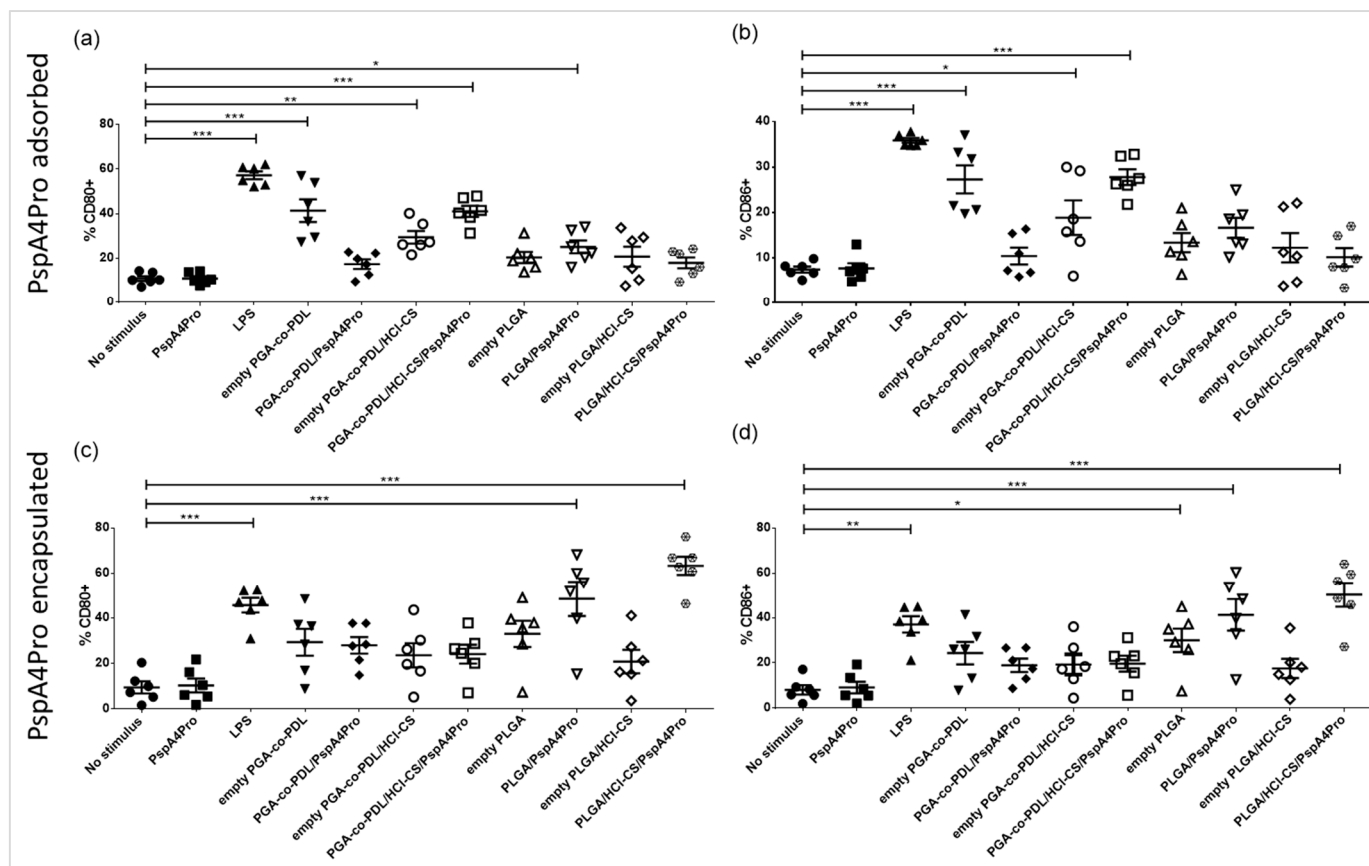 PspA4Pro adsorbed
(a)
*
***
**
***
***
% CD80+
80
60
40
20
0
No stimulus
PspA4Pro
LPS
empty PGA-co-PDL
PGA-co-PDL/PspA4Pro
empty PGA-co-PDL/HCl-CS
PGA-co-PDL/HCl-CS/PspA4Pro
empty PLGA
PLGA/PspA4Pro
empty PLGA/HCl-CS
PLGA/HCl-CS/PspA4Pro
(b)
***
*
***
***
% CD86+
40
30
20
10
0
No stimulus
PspA4Pro
LPS
empty PGA-co-PDL
PGA-co-PDL/PspA4Pro
empty PGA-co-PDL/HCl-CS
PGA-co-PDL/HCl-CS/PspA4Pro
empty PLGA
PLGA/PspA4Pro
empty PLGA/HCl-CS
PLGA/HCl-CS/PspA4Pro
PspA4Pro encapsulated
(c)
***
***
***
% CD80+
80
60
40
20
0
No stimulus
PspA4Pro
LPS
empty PGA-co-PDL
PGA-co-PDL/PspA4Pro
empty PGA-co-PDL/HCl-CS
PGA-co-PDL/HCl-CS/PspA4Pro
empty PLGA
PLGA/PspA4Pro
empty PLGA/HCl-CS
PLGA/HCl-CS/PspA4Pro
(d)
***
***
*
**
% CD86+
80
60
40
20
0
No stimulus
PspA4Pro
LPS
empty PGA-co-PDL
PGA-co-PDL/PspA4Pro
empty PGA-co-PDL/HCl-CS
PGA-co-PDL/HCl-CS/PspA4Pro
empty PLGA
PLGA/PspA4Pro
empty PLGA/HCl-CS
PLGA/HCl-CS/PspA4Pro